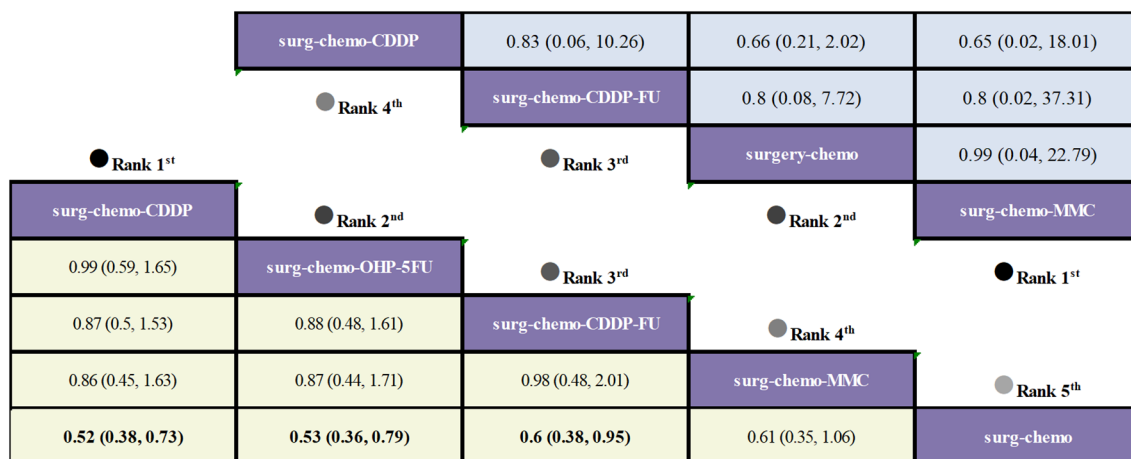 surg-chemo-CDDP 0.83 (0.06, 10.26) 0.66 (0.21, 2.02) 0.65 (0.02, 18.01)
Rank 4th surg-chemo-CDDP-FU 0.8 (0.08, 7.72) 0.8 (0.02, 37.31)
Rank 1st Rank 3rd surgery-chemo 0.99 (0.04, 22.79)
surg-chemo-CDDP Rank 2nd Rank 2nd surg-chemo-MMC
0.99 (0.59, 1.65) surg-chemo-OHP-5FU Rank 3rd Rank 1st
0.87 (0.5, 1.53) 0.88 (0.48, 1.61) surg-chemo-CDDP-FU Rank 4th
0.86 (0.45, 1.63) 0.87 (0.44, 1.71) 0.98 (0.48, 2.01) surg-chemo-MMC Rank 5th
0.52 (0.38, 0.73) 0.53 (0.36, 0.79) 0.6 (0.38, 0.95) 0.61 (0.35, 1.06) surg-chemo